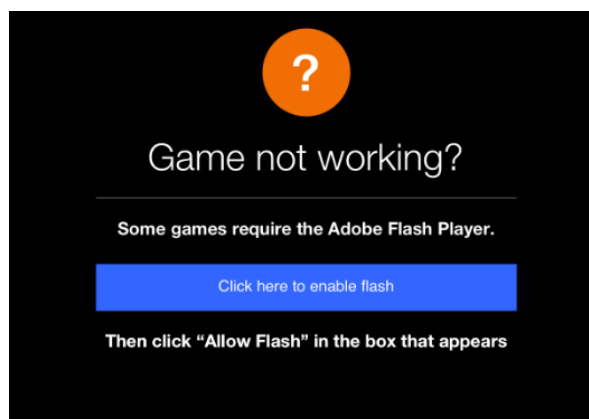 ?
Game not working?
Some games require the Adobe Flash Player.
Click here to enable flash
Then click “Allow Flash” in the box that appears